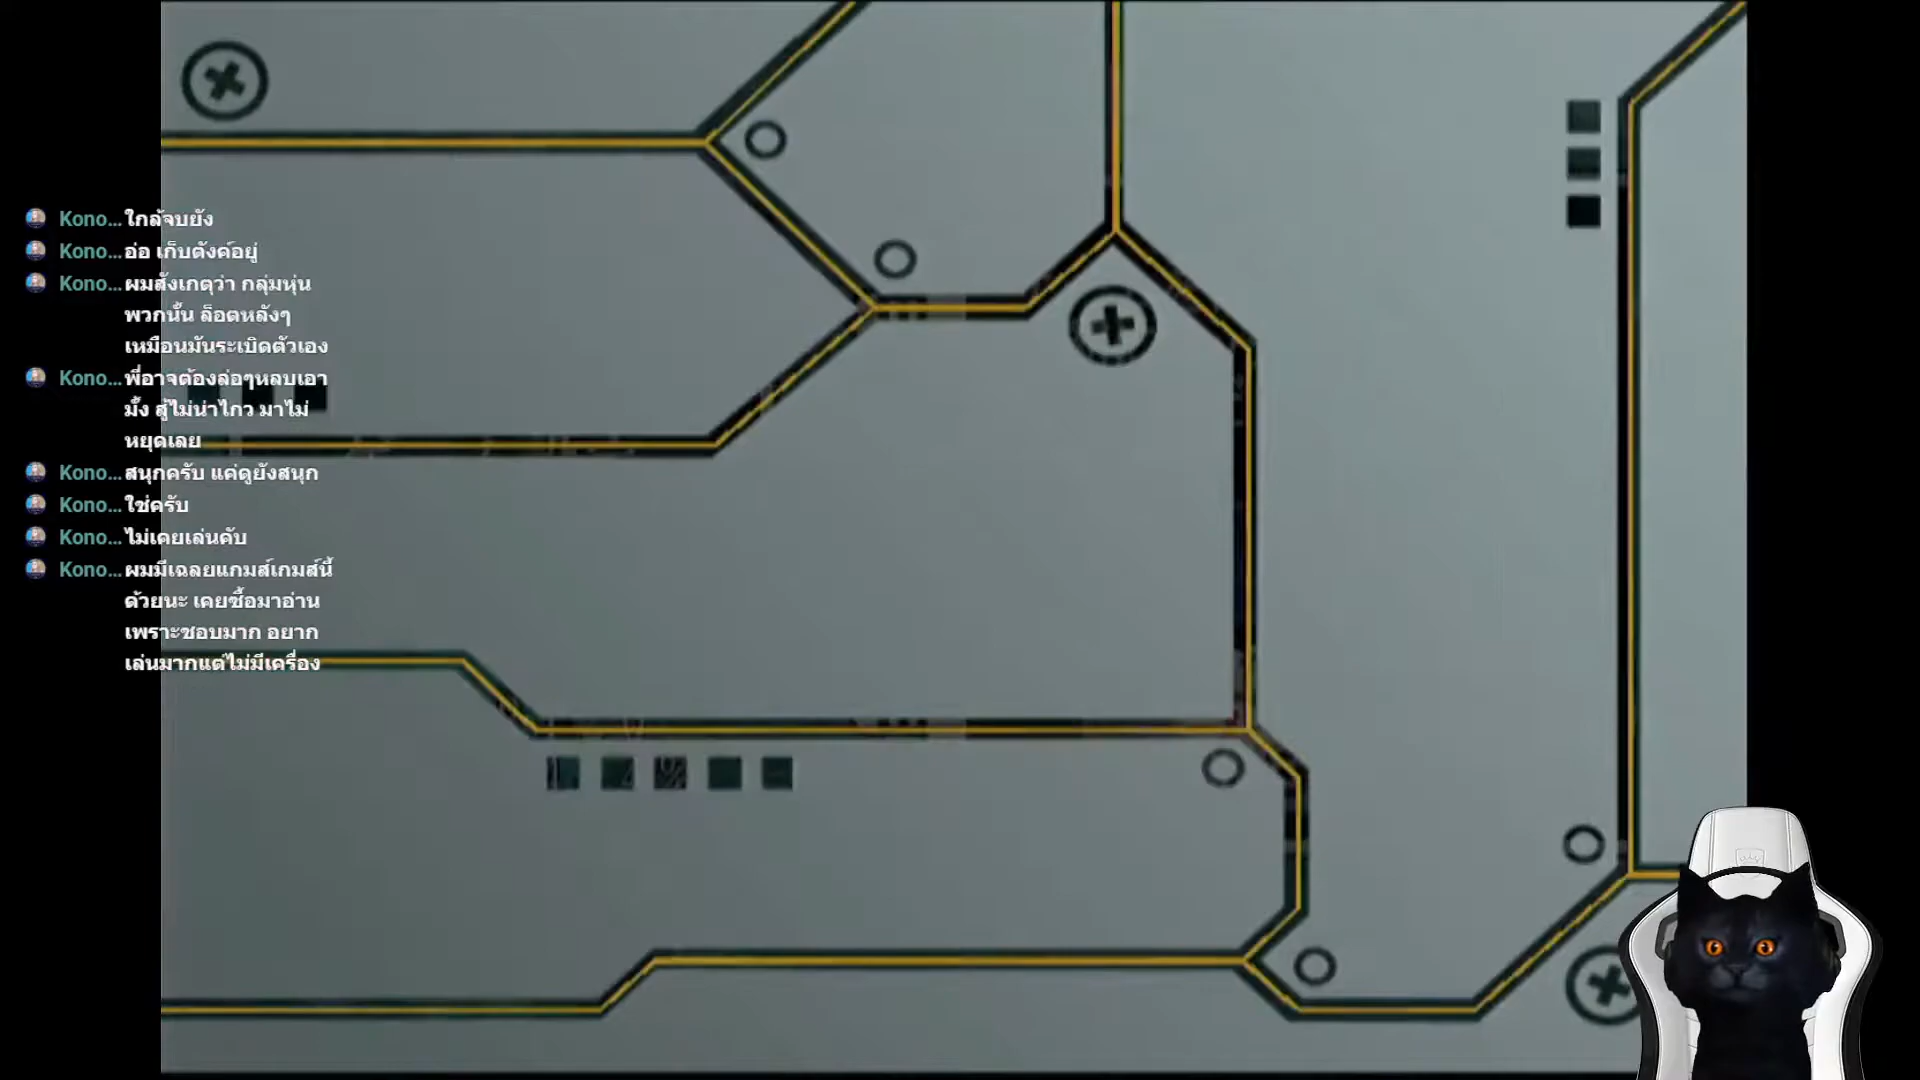 Kono... ใกล้จบยัง
Kono... อ่อ เก็บตังค์อยู่
Kono... ผมสังเกตุว่า กลุ่มหุ่น
พวกนั้น ล็อตหลังๆ
เหมือนมันระเบิดตัวเอง
Kono... พี่อาจต้องล่อๆหลบเอา
มั้ง สู้ไม่น่าไกว มาไม่
หยุดเลย
Kono... สนุกครับ แค่ดูยังสนุก
Kono... ใช่ครับ
Kono... ไม่เคยเล่นคับ
Kono... ผมมีเฉลยแกมส์เกมส์นี้
ด้วยนะ เคยซื้อมาอ่าน
เพราะชอบมาก อยาก
เล่นมากแต่ไม่มีเครื่อง